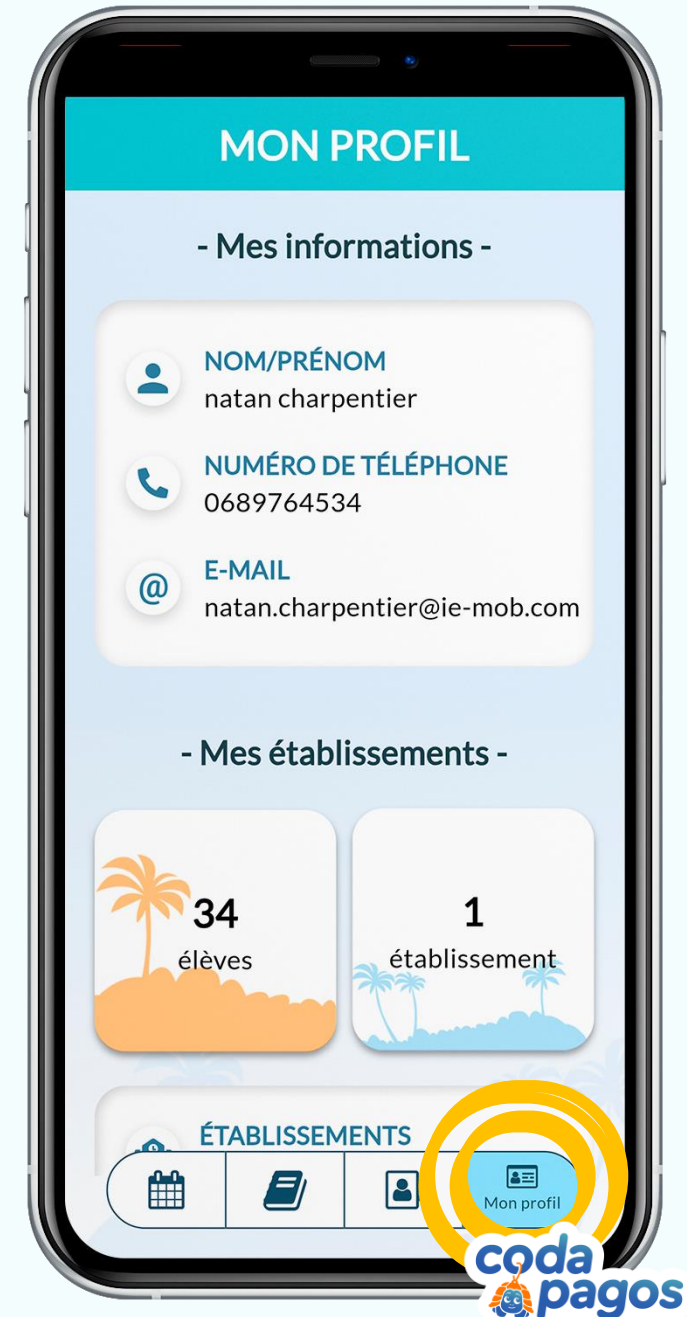 MON PROFIL
- Mes informations -
NOM/PRÉNOM
natan charpentier
NUMÉRO DE TÉLÉPHONE
0689764534
@ E-MAIL
natan.charpentier@ie-mob.com
- Mes établissements -
34
élèves
1
établissement
ÉTABLISSEMENTS
Mon profil
coda
pagos